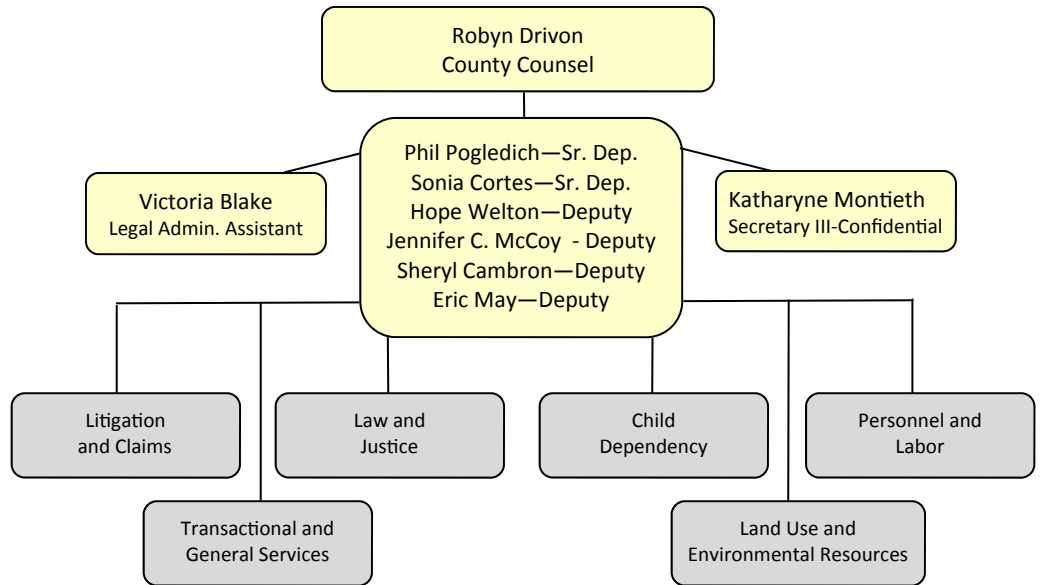 Robyn Drivon
County Counsel
Phil Pogledich—Sr. Dep.
Sonia Cortes—Sr. Dep.
Hope Welton—Deputy
Jennifer C. McCoy - Deputy
Sheryl Cambron—Deputy
Eric May—Deputy
Victoria Blake
Legal Admin. Assistant
Katharyne Montieth
Secretary III-Confidential
Litigation
and Claims
Law and
Justice
Child
Dependency
Personnel and
Labor
Transactional and
General Services
Land Use and
Environmental Resources